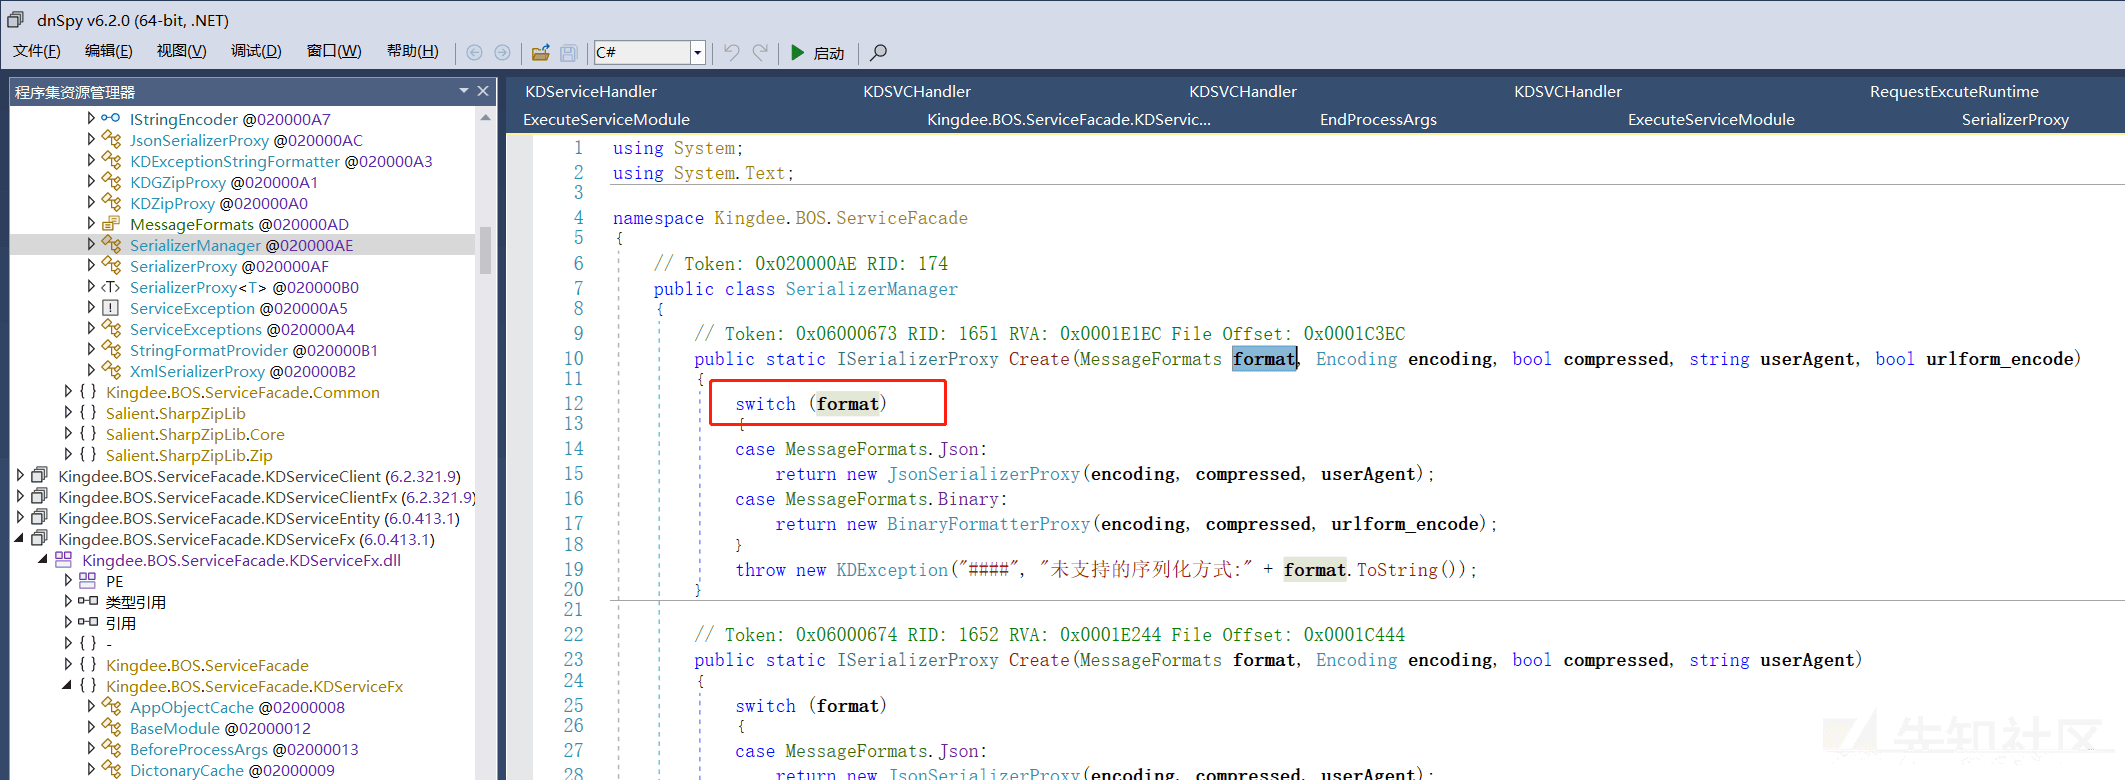 dnSpy v6.2.0 (64-bit, .NET)
文件(F) 编辑(E) 视图(V) 调试(D) 窗口(W) 帮助(H) C# 启动
程序集资源管理器
IStringEncoder @020000A7
JsonSerializerProxy @020000AC
KDExceptionStringFormatter @020000A3
KDGZipProxy @020000A1
KDZipProxy @020000A0
MessageFormats @020000AD
SerializerManager @020000AE
SerializerProxy @020000AF
SerializerProxy<T> @020000B0
ServiceException @020000A5
ServiceExceptions @020000A4
StringFormatProvider @020000B1
XmlSerializerProxy @020000B2
{ } Kingdee.BOS.ServiceFacade.Common
{ } Salient.SharpZipLib
{ } Salient.SharpZipLib.Core
{ } Salient.SharpZipLib.Zip
Kingdee.BOS.ServiceFacade.KDServiceClient (6.2.321.9)
Kingdee.BOS.ServiceFacade.KDServiceClientFx (6.2.321.9)
Kingdee.BOS.ServiceFacade.KDServiceEntity (6.0.413.1)
Kingdee.BOS.ServiceFacade.KDServiceFx (6.0.413.1)
Kingdee.BOS.ServiceFacade.KDServiceFx.dll
PE
类型引用
引用
{ } -
{ } Kingdee.BOS.ServiceFacade
{ } Kingdee.BOS.ServiceFacade.KDServiceFx
AppObjectCache @02000008
BaseModule @02000012
BeforeProcessArgs @02000013
DictonaryCache @02000009
KDServiceHandler KDSVCHandler KDSVCHandler KDSVCHandler RequestExcuteRuntime
ExecuteServiceModule Kingdee.BOS.ServiceFacade.KDServic... EndProcessArgs ExecuteServiceModule SerializerProxy
1 using System;
2 using System.Text;
3
4 namespace Kingdee.BOS.ServiceFacade
5 {
6 // Token: 0x020000AE RID: 174
7 public class SerializerManager
8 {
9 // Token: 0x06000673 RID: 1651 RVA: 0x0001E1EC File Offset: 0x0001C3EC
10 public static ISerializerProxy Create(MessageFormats format, Encoding encoding, bool compressed, string userAgent, bool urlform_encode)
11 {
12 switch (format)
13 {
14 case MessageFormats.Json:
15 return new JsonSerializerProxy(encoding, compressed, userAgent);
16 case MessageFormats.Binary:
17 return new BinaryFormatterProxy(encoding, compressed, urlform_encode);
18 }
19 throw new KDException("####", "未支持的序列化方式:" + format.ToString());
20 }
21
22 // Token: 0x06000674 RID: 1652 RVA: 0x0001E244 File Offset: 0x0001C444
23 public static ISerializerProxy Create(MessageFormats format, Encoding encoding, bool compressed, string userAgent)
24 {
25 switch (format)
26 {
27 case MessageFormats.Json:
28 return new JsonSerializerProxy(encoding, compressed, userAgent);
先知社区